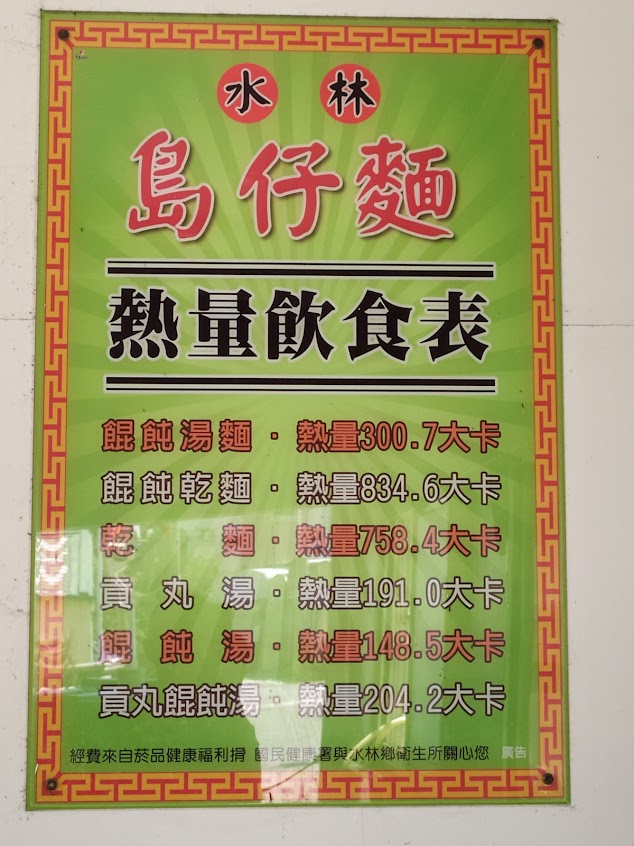 水 林
島仔麵
熱量飲食表
餛飩湯麵・熱量300.7大卡
餛飩乾麵・熱量834.6大卡
乾麵・熱量758.4大卡
貢丸湯・熱量191.0大卡
餛飩湯・熱量148.5大卡
貢丸餛飩湯・熱量204.2大卡
經費來自菸品健康福利捐 國民健康署與水林鄉衛生所關心您 廣告